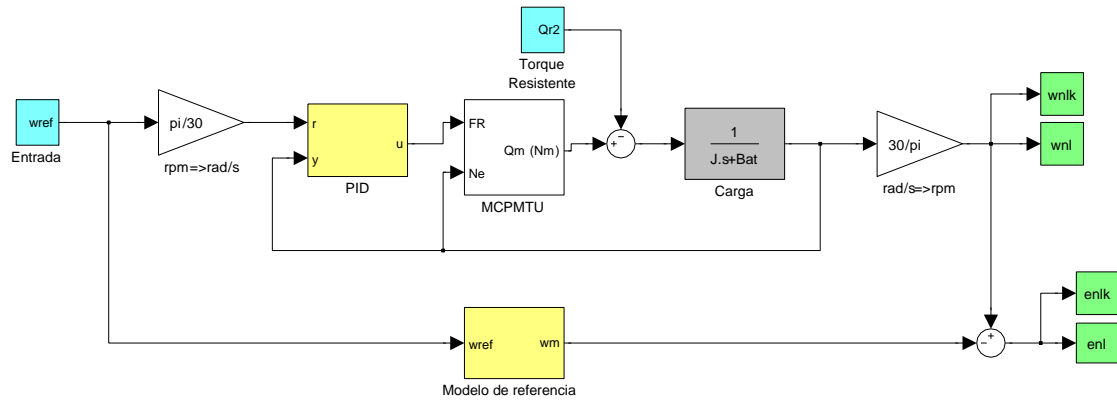 Qr2
Torque
Resistente
wref
Entrada
pi/30
rpm=>rad/s
r
y
u
PID
FR
Ne
Qm (Nm)
MCPMTU
+
−
1
J.s+Bat
Carga
30/pi
rad/s=>rpm
wnlk
wnl
wref
wm
Modelo de referencia
+
−
enlk
enl